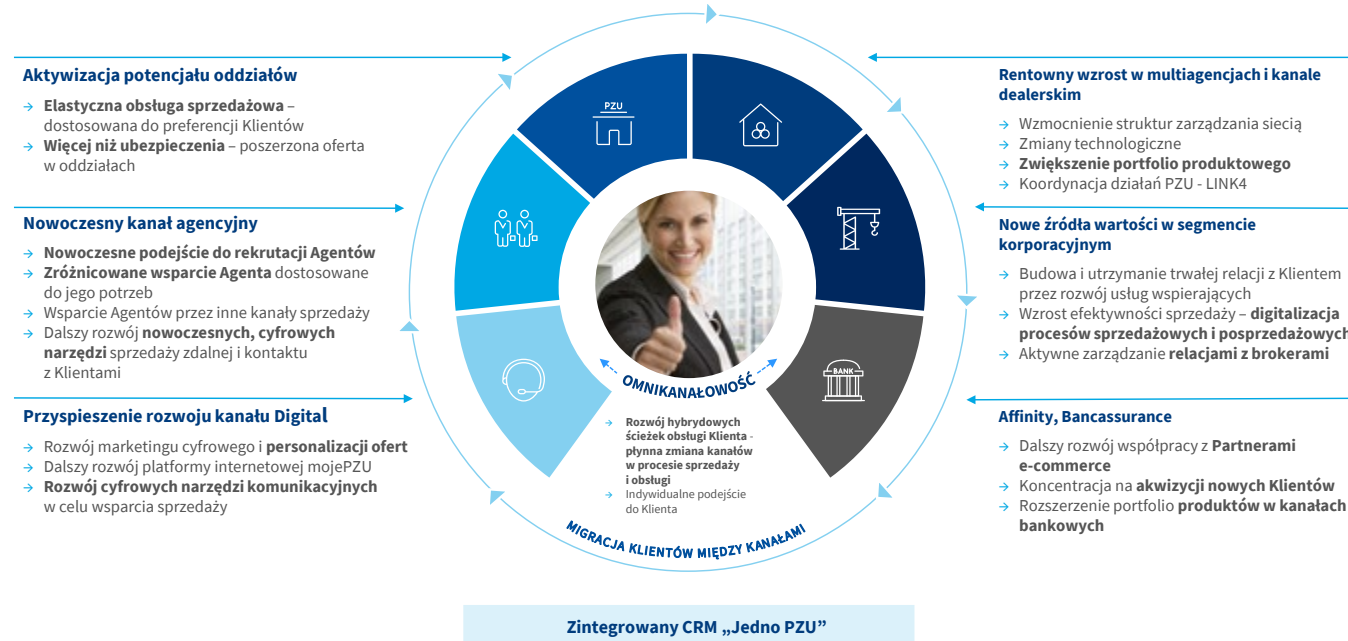 Aktywizacja potencjału oddziałów
→ Elastyczna obsługa sprzedażowa –
dostosowana do preferencji Klientów
→ Więcej niż ubezpieczenia – poszerzona oferta
w oddziałach
Nowoczesny kanał agencyjny
→ Nowoczesne podejście do rekrutacji Agentów
→ Zróżnicowane wsparcie Agenta dostosowane
do jego potrzeb
→ Wsparcie Agentów przez inne kanały sprzedaży
→ Dalszy rozwój nowoczesnych, cyfrowych
narzędzi sprzedaży zdalnej i kontaktu
z Klientami
Przyspieszenie rozwoju kanału Digital
→ Rozwój marketingu cyfrowego i personalizacji ofert
→ Dalszy rozwój platformy internetowej mojePZU
→ Rozwój cyfrowych narzędzi komunikacyjnych
w celu wsparcia sprzedaży
PZU
BANK
OMNIKANAŁOWOŚĆ
→ Rozwój hybrydowych
ścieżek obsługi Klienta -
płynna zmiana kanałów
w procesie sprzedaży
i obsługi
→ Indywidualne podejście
do Klienta
MIGRACJA KLIENTÓW MIĘDZY KANAŁAMI
Rentowny wzrost w multiagencjach i kanale
dealerskim
→ Wzmocnienie struktur zarządzania siecią
→ Zmiany technologiczne
→ Zwiększenie portfolio produktowego
→ Koordynacja działań PZU - LINK4
Nowe źródła wartości w segmencie
korporacyjnym
→ Budowa i utrzymanie trwałej relacji z Klientem
przez rozwój usług wspierających
→ Wzrost efektywności sprzedaży – digitalizacja
procesów sprzedażowych i posprzedażowych
→ Aktywne zarządzanie relacjami z brokerami
Affinity, Bancassurance
→ Dalszy rozwój współpracy z Partnerami
e-commerce
→ Koncentracja na akwizycji nowych Klientów
→ Rozszerzenie portfolio produktów w kanałach
bankowych
Zintegrowany CRM „Jedno PZU”